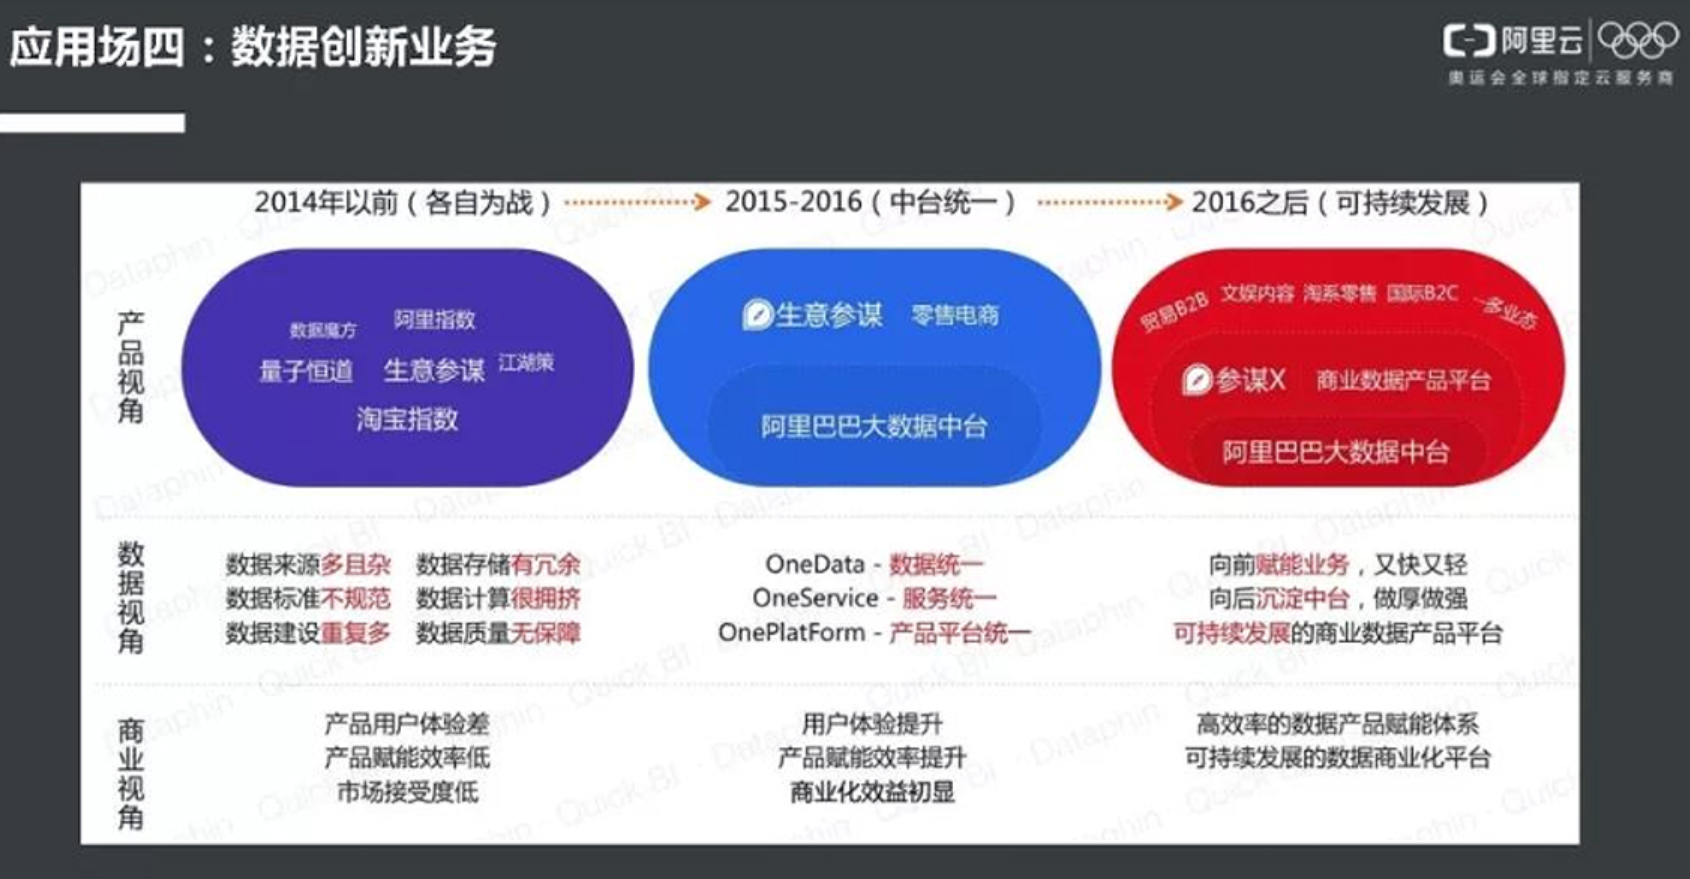 应用场四：数据创新业务
阿里云
奥运会全球指定云服务商
2014年以前（各自为战） 2015-2016（中台统一） 2016之后（可持续发展）
产品视角
数据魔方 阿里指数
量子恒道 生意参谋 江湖策
淘宝指数
生意参谋 零售电商
阿里巴巴大数据中台
贸易B2B 文娱内容 淘系零售 国际B2C 多业态
参谋X 商业数据产品平台
阿里巴巴大数据中台
数据视角
数据来源多且杂 数据存储有冗余
数据标准不规范 数据计算很拥挤
数据建设重复多 数据质量无保障
OneData - 数据统一
OneService - 服务统一
OnePlatForm - 产品平台统一
向前赋能业务，又快又轻
向后沉淀中台，做厚做强
可持续发展的商业数据产品平台
商业视角
产品用户体验差
产品赋能效率低
市场接受度低
用户体验提升
产品赋能效率提升
商业化效益初显
高效率的数据产品赋能体系
可持续发展的数据商业化平台
Dataphin · Quick BI